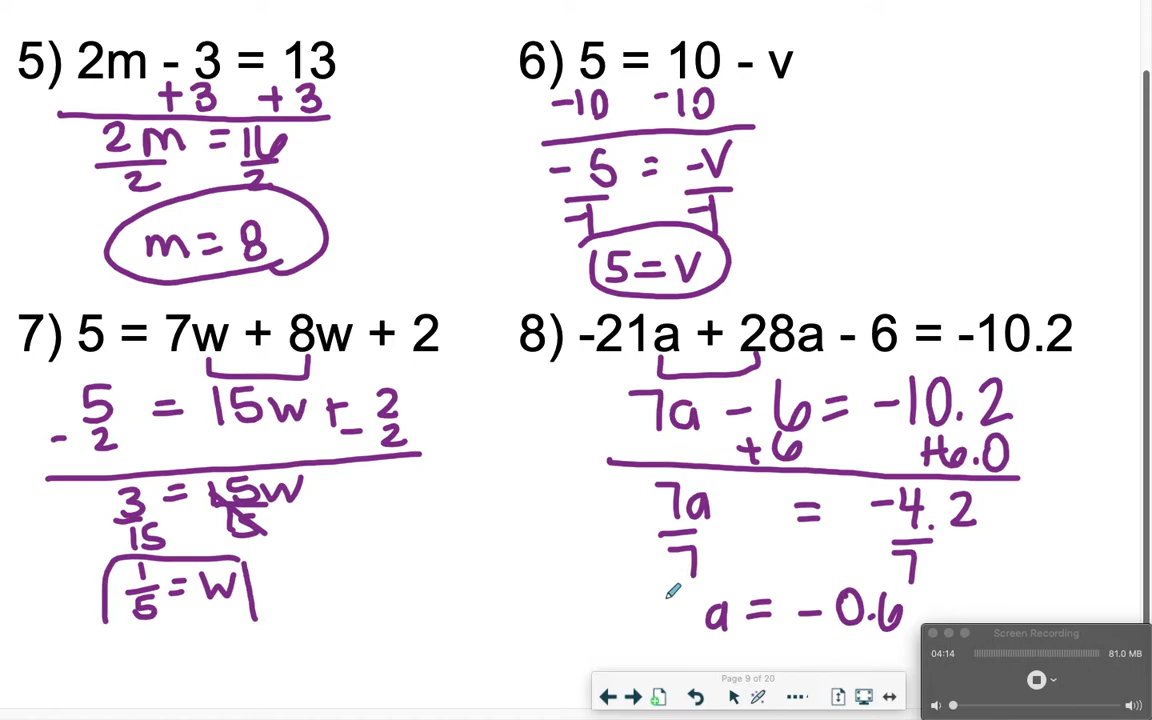 5) 2m - 3 = 13
+3 +3
2m = 16
2 2
m = 8
6) 5 = 10 - v
-10 -10
-5 = -v
-1 -1
5 = v
7) 5 = 7w + 8w + 2
5 = 15w + 2
- 2 - 2
3 = 15w
15 15
1/5 = w
8) -21a + 28a - 6 = -10.2
7a - 6 = -10.2
+6 +6.0
7a = -4.2
7 7
a = -0.6
Screen Recording
04:14 81.0 MB
Page 9 of 20